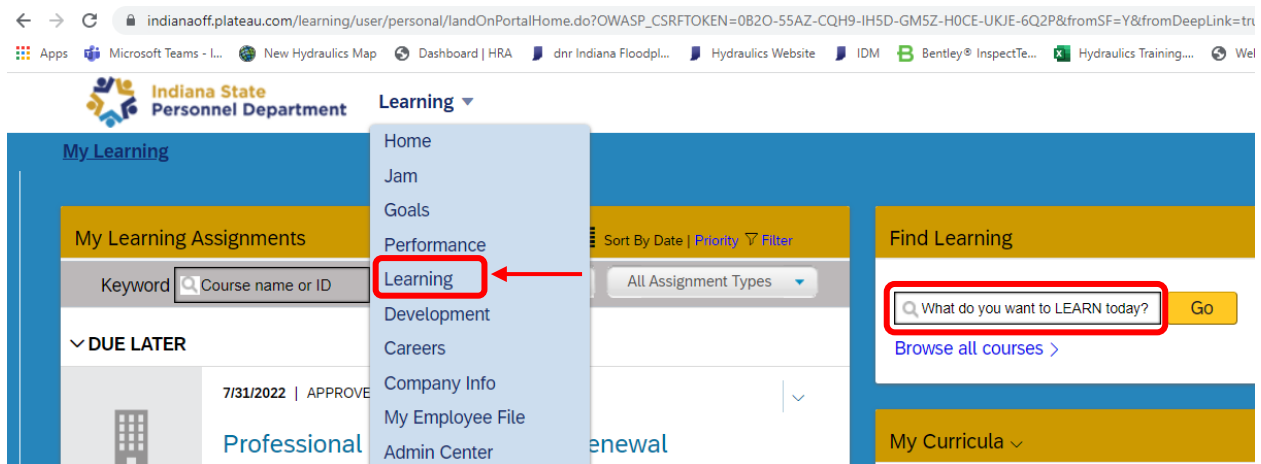 indianaoff.plateau.com/learning/user/personal/landOnPortalHome.do?OWASP_CSRFTOKEN=0B2O-55AZ-CQH9-IH5D-GM5Z-H0CE-UKJE-6Q2P&fromSF=Y&fromDeepLink=tru
Apps Microsoft Teams - I... New Hydraulics Map Dashboard | HRA dnr Indiana Floodpl... Hydraulics Website IDM Bentley® InspectTe... Hydraulics Training.... Wel
Indiana State
Personnel Department
Learning
My Learning
Home
Jam
Goals
Performance
Learning
Development
Careers
Company Info
My Employee File
Admin Center
My Learning Assignments
Sort By Date | Priority Filter
Keyword Course name or ID
All Assignment Types
DUE LATER
7/31/2022 | APPROVE
Professional enewal
Find Learning
What do you want to LEARN today? Go
Browse all courses >
My Curricula